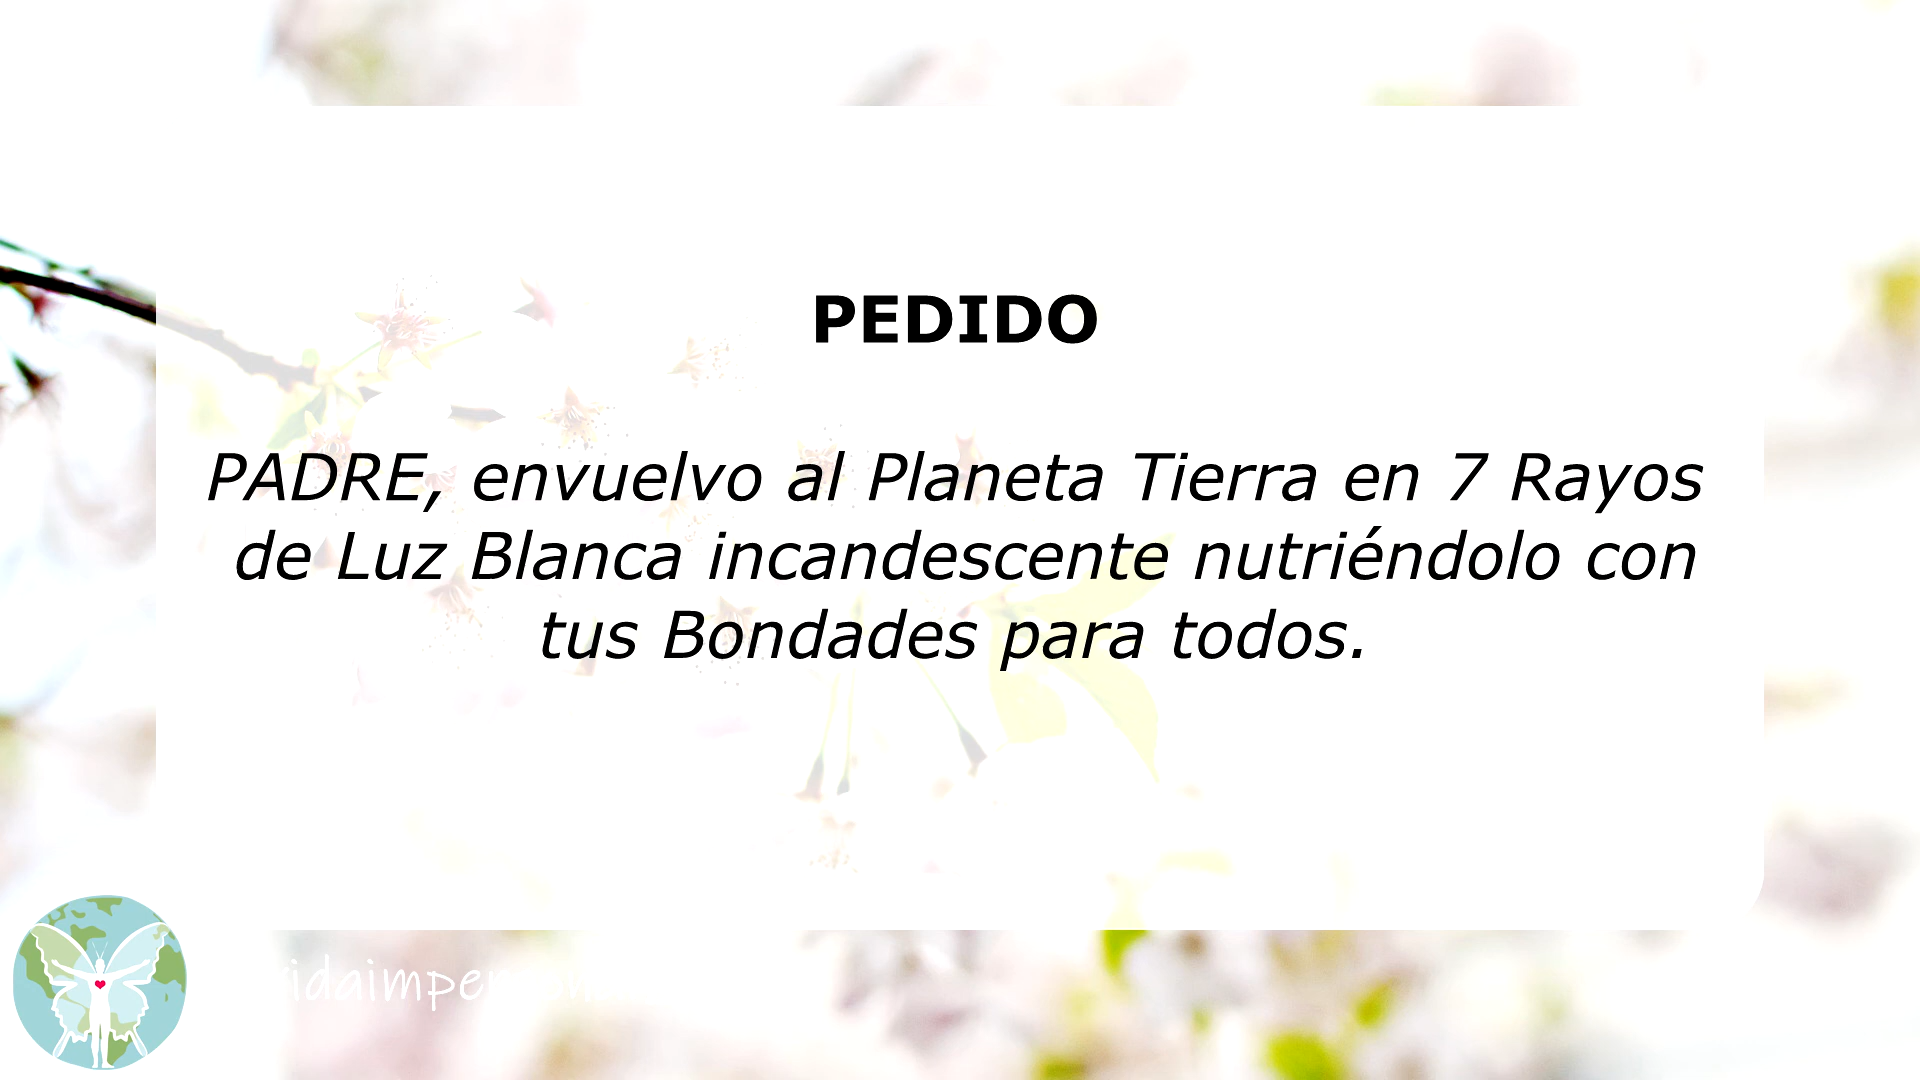 PEDIDO
PADRE, envuelvo al Planeta Tierra en 7 Rayos
de Luz Blanca incandescente nutriéndolo con
tus Bondades para todos.